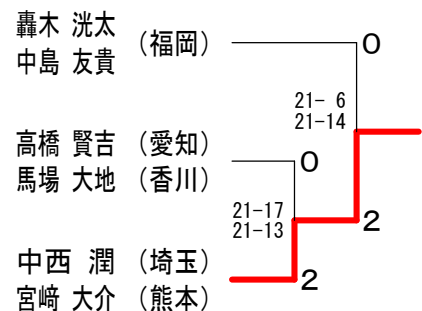 轟木 洸太
中島 友貴
（福岡）
0
21- 6
21-14
高橋 賢吉 （愛知）
馬場 大地 （香川）
0
21-17
21-13
2
中西 潤 （埼玉）
宮﨑 大介 （熊本）
2